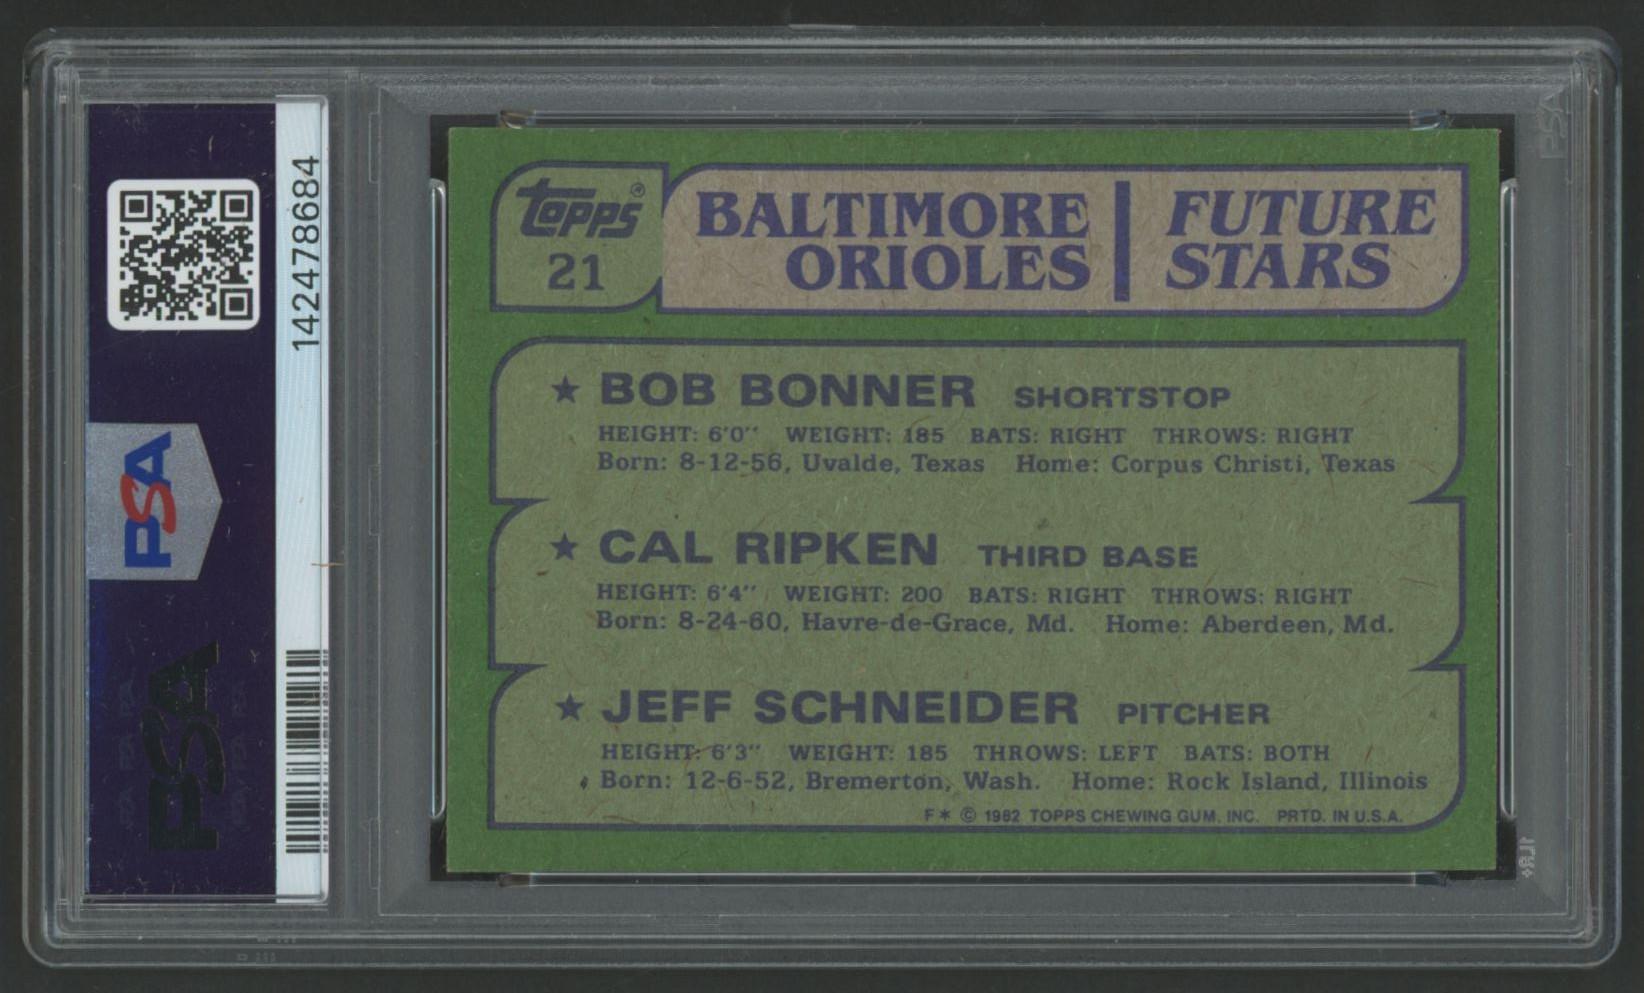 Topps®
21
BALTIMORE
ORIOLES
FUTURE
STARS
★ BOB BONNER SHORTSTOP
HEIGHT: 6'0" WEIGHT: 185 BATS: RIGHT THROWS: RIGHT
Born: 8-12-56, Uvalde, Texas Home: Corpus Christi, Texas
★ CAL RIPKEN THIRD BASE
HEIGHT: 6'4" WEIGHT: 200 BATS: RIGHT THROWS: RIGHT
Born: 8-24-60, Havre-de-Grace, Md. Home: Aberdeen, Md.
★ JEFF SCHNEIDER PITCHER
HEIGHT: 6'3" WEIGHT: 185 THROWS: LEFT BATS: BOTH
Born: 12-6-52, Bremerton, Wash. Home: Rock Island, Illinois
F✶ © 1982 TOPPS CHEWING GUM, INC. PRTD. IN U.S.A.
142478684
PSA
PSA
PSA